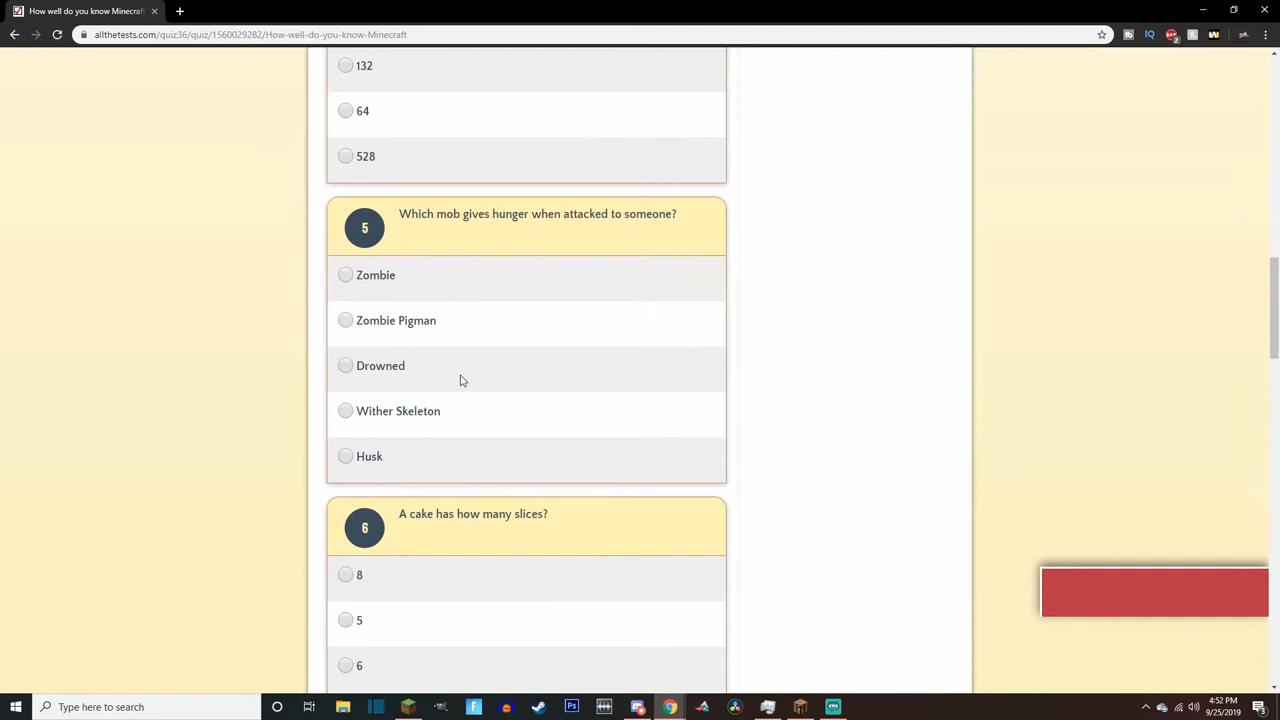 How well do you know Minecraft
allthetests.com/quiz36/quiz/1560029282/How-well-do-you-know-Minecraft
132
64
528
5
Which mob gives hunger when attacked to someone?
Zombie
Zombie Pigman
Drowned
Wither Skeleton
Husk
6
A cake has how many slices?
8
5
6
Type here to search
4:52 PM
9/25/2019